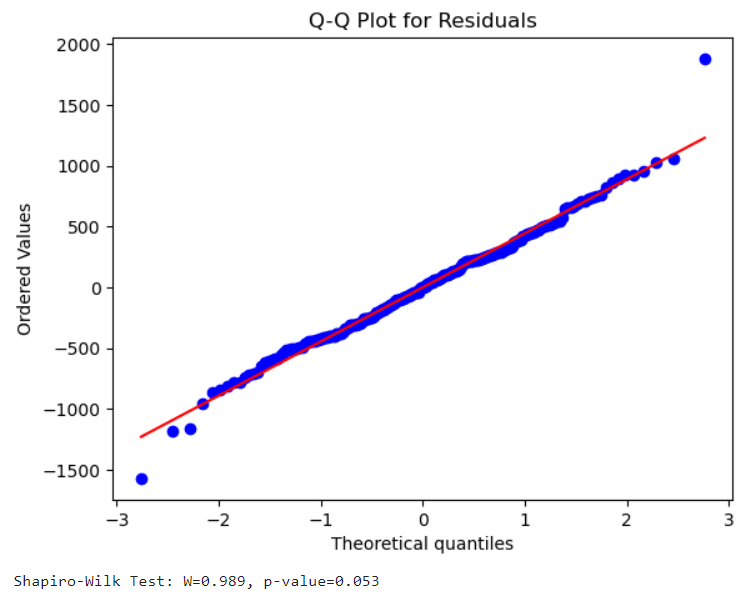 Q-Q Plot for Residuals
2000
1500
1000
500
0
−500
−1000
−1500
Ordered Values
−3 −2 −1 0 1 2 3
Theoretical quantiles
Shapiro-Wilk Test: W=0.989, p-value=0.053